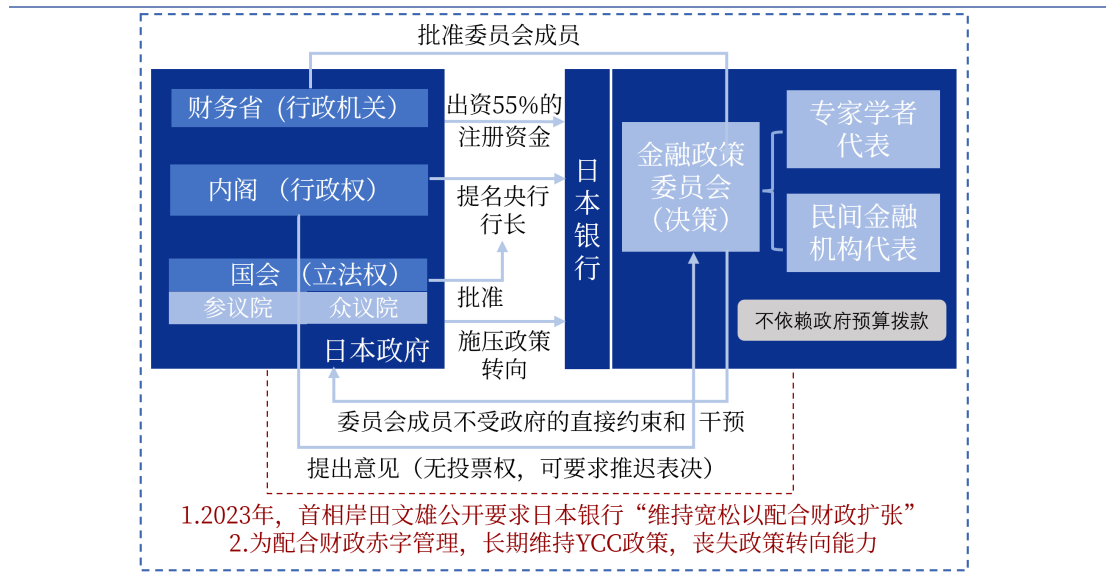 批准委员会成员
财务省（行政机关）
内阁（行政权）
国会（立法权）
参议院 众议院
日本政府
出资55%的
注册资金
提名央行
行长
批准
施压政策
转向
日本银行
金融政策
委员会
（决策）
专家学者
代表
民间金融
机构代表
不依赖政府预算拨款
委员会成员不受政府的直接约束和 干预
提出意见（无投票权，可要求推迟表决）
1.2023年，首相岸田文雄公开要求日本银行“维持宽松以配合财政扩张”
2.为配合财政赤字管理，长期维持YCC政策，丧失政策转向能力